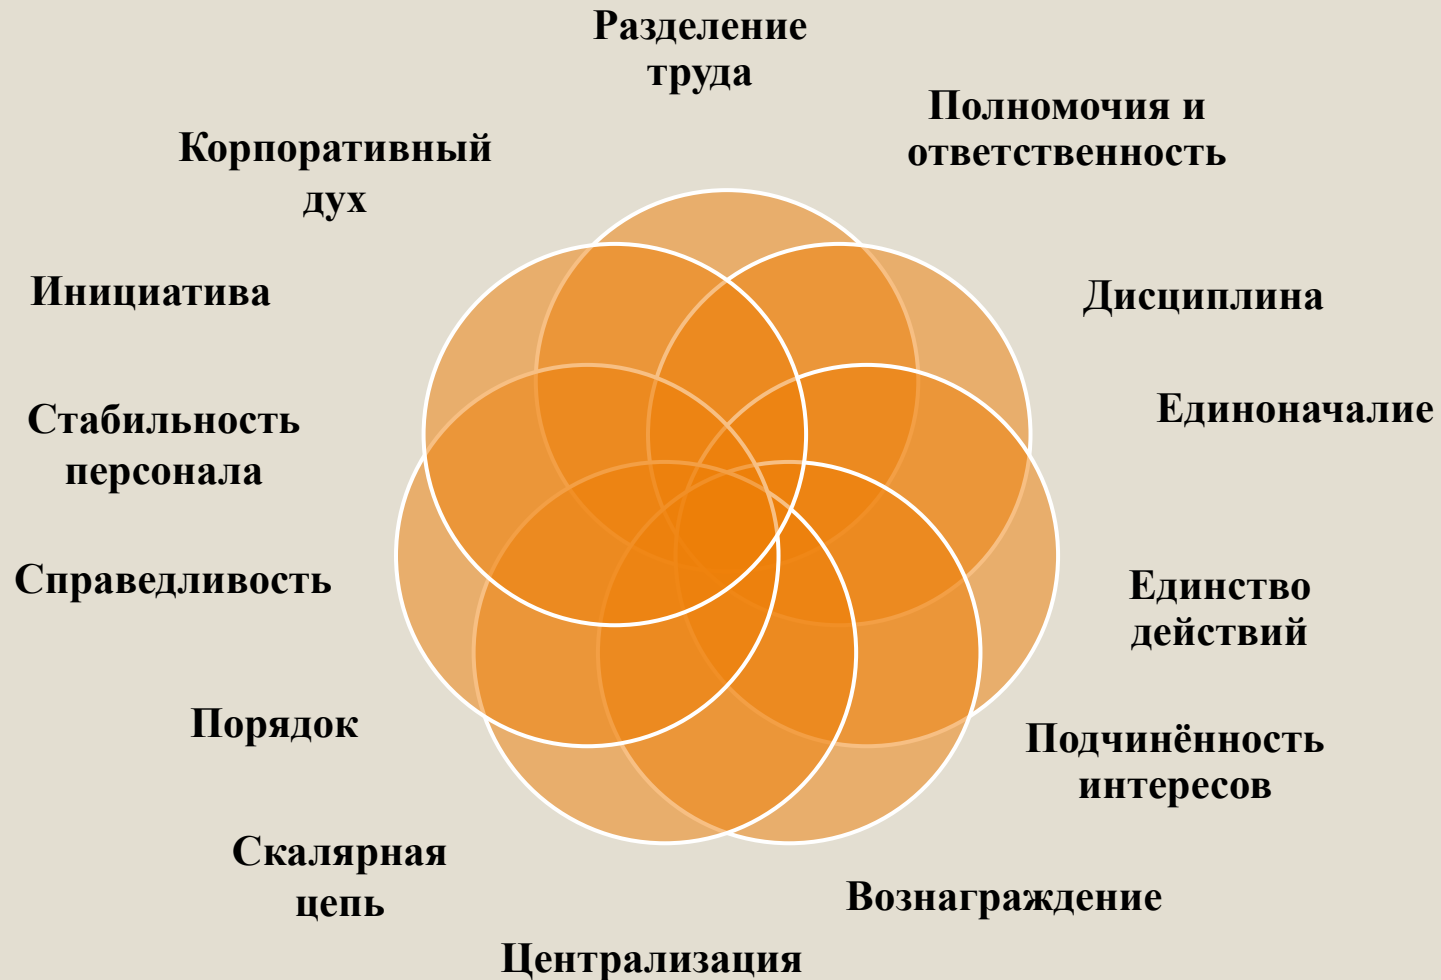 Разделение
труда
Полномочия и
ответственность
Дисциплина
Единоначалие
Единство
действий
Подчинённость
интересов
Вознаграждение
Централизация
Скалярная
цепь
Порядок
Справедливость
Стабильность
персонала
Инициатива
Корпоративный
дух